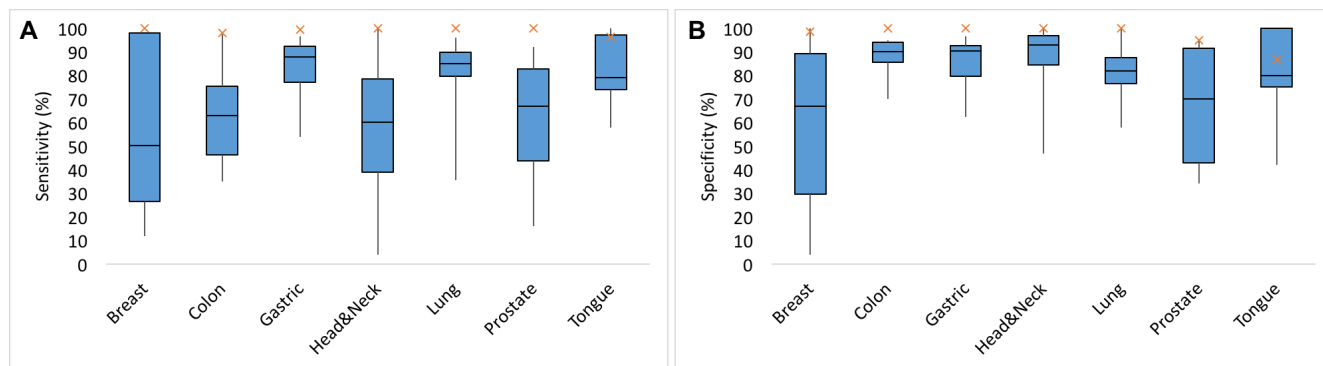 A
Sensitivity (%)
100
90
80
70
60
50
40
30
20
10
0
Breast
Colon
Gastric
Head&Neck
Lung
Prostate
Tongue
B
Specificity (%)
100
90
80
70
60
50
40
30
20
10
0
Breast
Colon
Gastric
Head&Neck
Lung
Prostate
Tongue